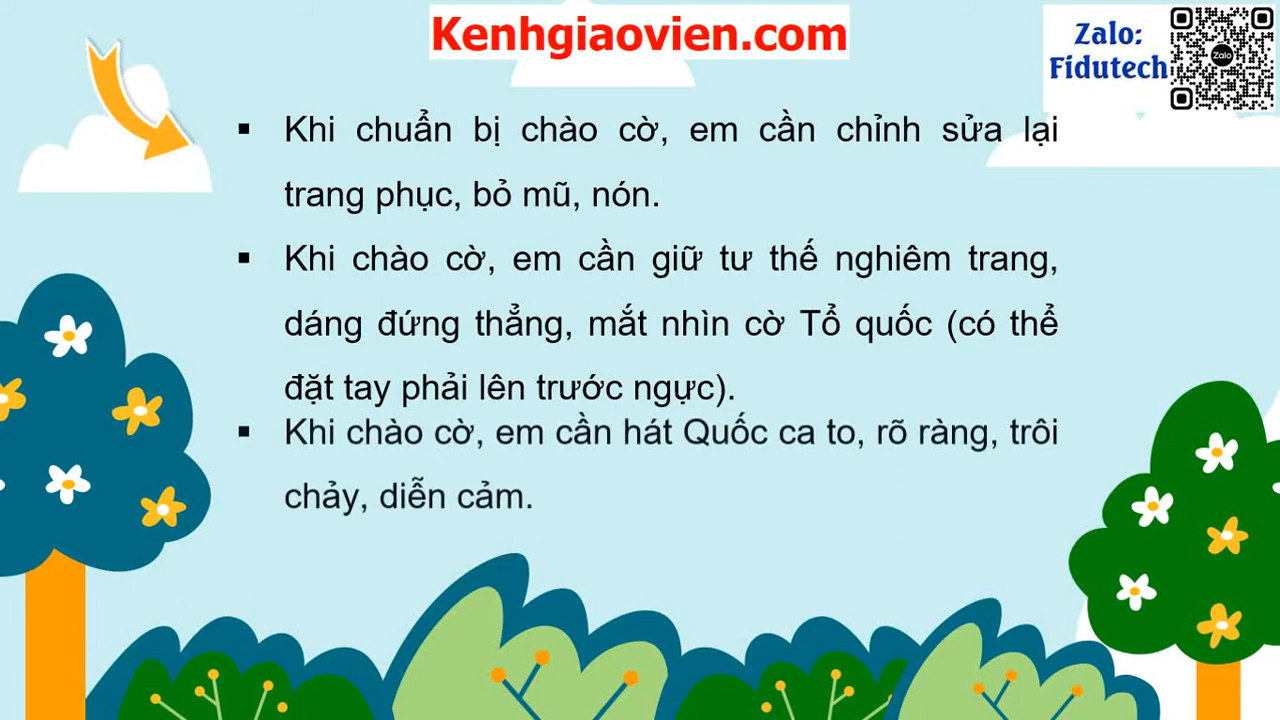 Kenhgiaovien.com
Zalo:
Fidutech
Zalo
▪ Khi chuẩn bị chào cờ, em cần chỉnh sửa lại
trang phục, bỏ mũ, nón.
▪ Khi chào cờ, em cần giữ tư thế nghiêm trang,
dáng đứng thẳng, mắt nhìn cờ Tổ quốc (có thể
đặt tay phải lên trước ngực).
▪ Khi chào cờ, em cần hát Quốc ca to, rõ ràng, trôi
chảy, diễn cảm.